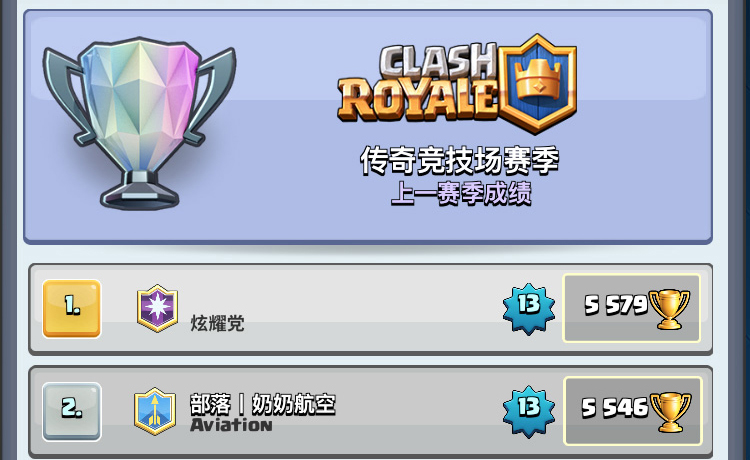 CLASH
ROYALE
传奇竞技场赛季
上一赛季成绩
1.
炫耀党
13
5 579
2.
部落丨奶奶航空
Aviation
13
5 546